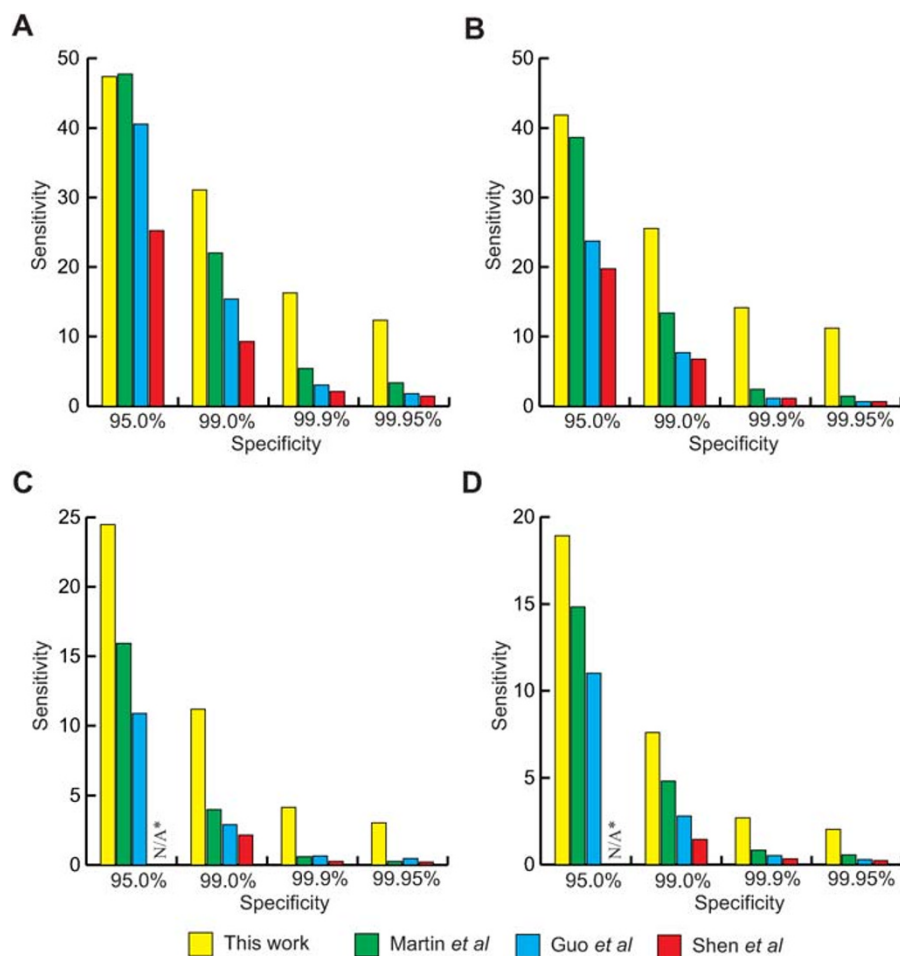 A
50
40
30
20
10
0
Sensitivity
95.0% 99.0% 99.9% 99.95%
Specificity
B
50
40
30
20
10
0
Sensitivity
95.0% 99.0% 99.9% 99.95%
Specificity
C
25
20
15
10
5
0
Sensitivity
N/A*
95.0% 99.0% 99.9% 99.95%
Specificity
D
20
15
10
5
0
Sensitivity
N/A*
95.0% 99.0% 99.9% 99.95%
Specificity
This work Martin et al Guo et al Shen et al